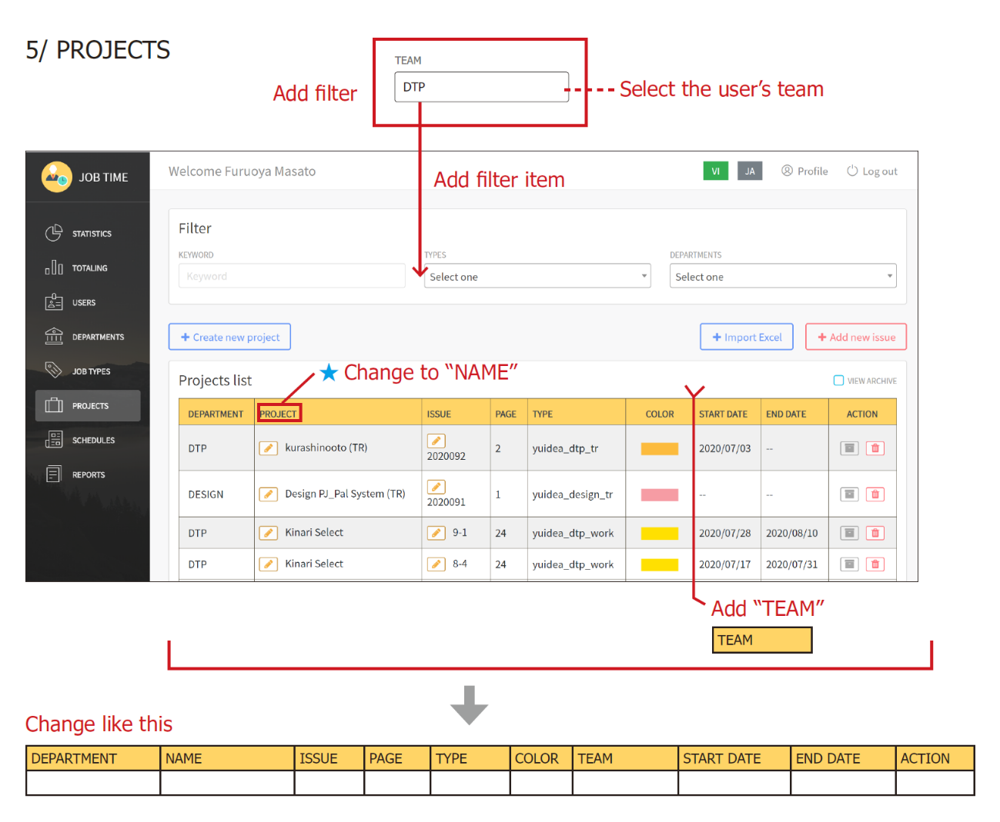 5/ PROJECTS
TEAM
DTP
Add filter
Select the user's team
JOB TIME
Welcome Furuoya Masato
Add filter item
VI
JA
Profile
Log out
STATISTICS
TOTALING
USERS
DEPARTMENTS
JOB TYPES
PROJECTS
SCHEDULES
REPORTS
Filter
KEYWORD
TYPES
DEPARTMENTS
Keyword
Select one
Select one
+ Create new project
+ Import Excel
+ Add new issue
Projects list
Change to “NAME”
VIEW ARCHIVE
DEPARTMENT PROJECT ISSUE PAGE TYPE COLOR START DATE END DATE ACTION
DTP kurashinooto (TR) 2020092 2 yuidea_dtp_tr 2020/07/03 --
DESIGN Design PJ_Pal System (TR) 2020091 1 yuidea_design_tr -- --
DTP Kinari Select 9-1 24 yuidea_dtp_work 2020/07/28 2020/08/10
DTP Kinari Select 8-4 24 yuidea_dtp_work 2020/07/17 2020/07/31
Add “TEAM”
TEAM
Change like this
DEPARTMENT NAME ISSUE PAGE TYPE COLOR TEAM START DATE END DATE ACTION